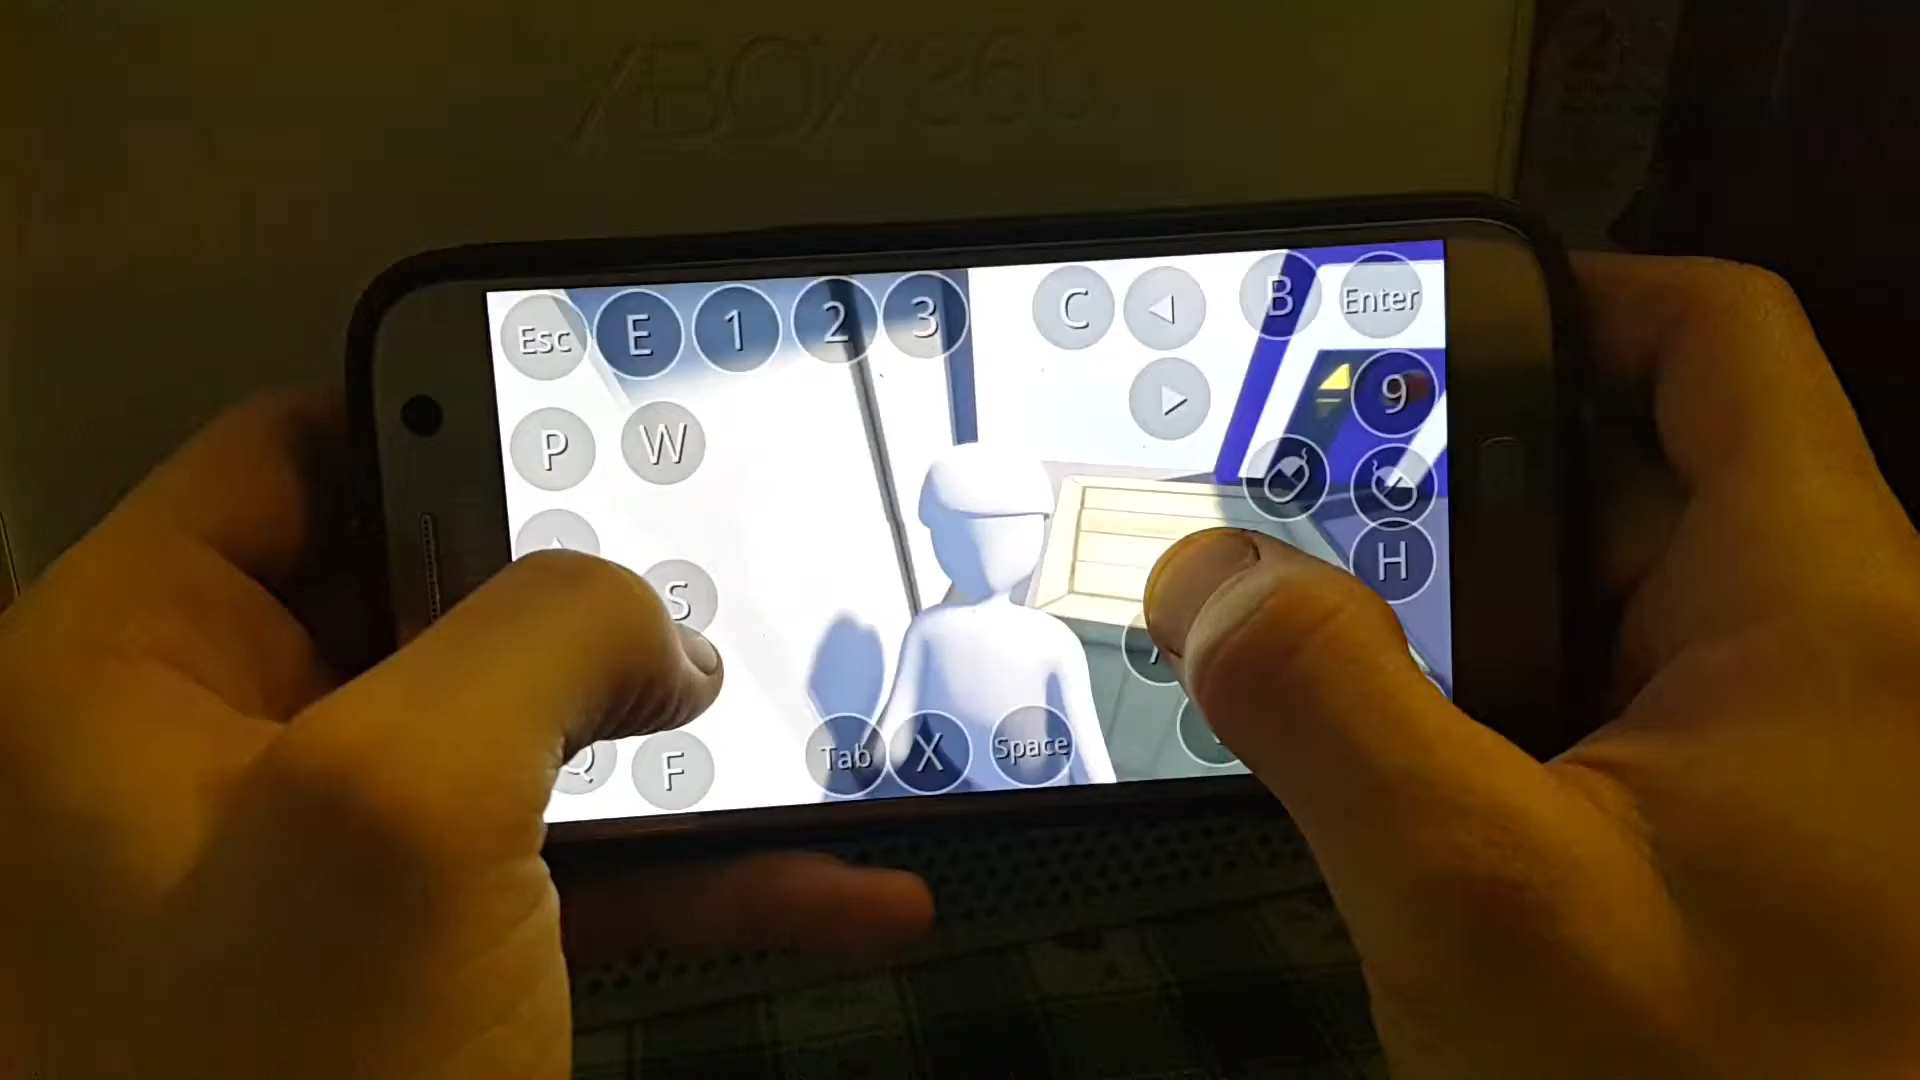 XBOX 360
Esc E 1 2 3 C B Enter
P W 9
S H
Q F Tab X Space